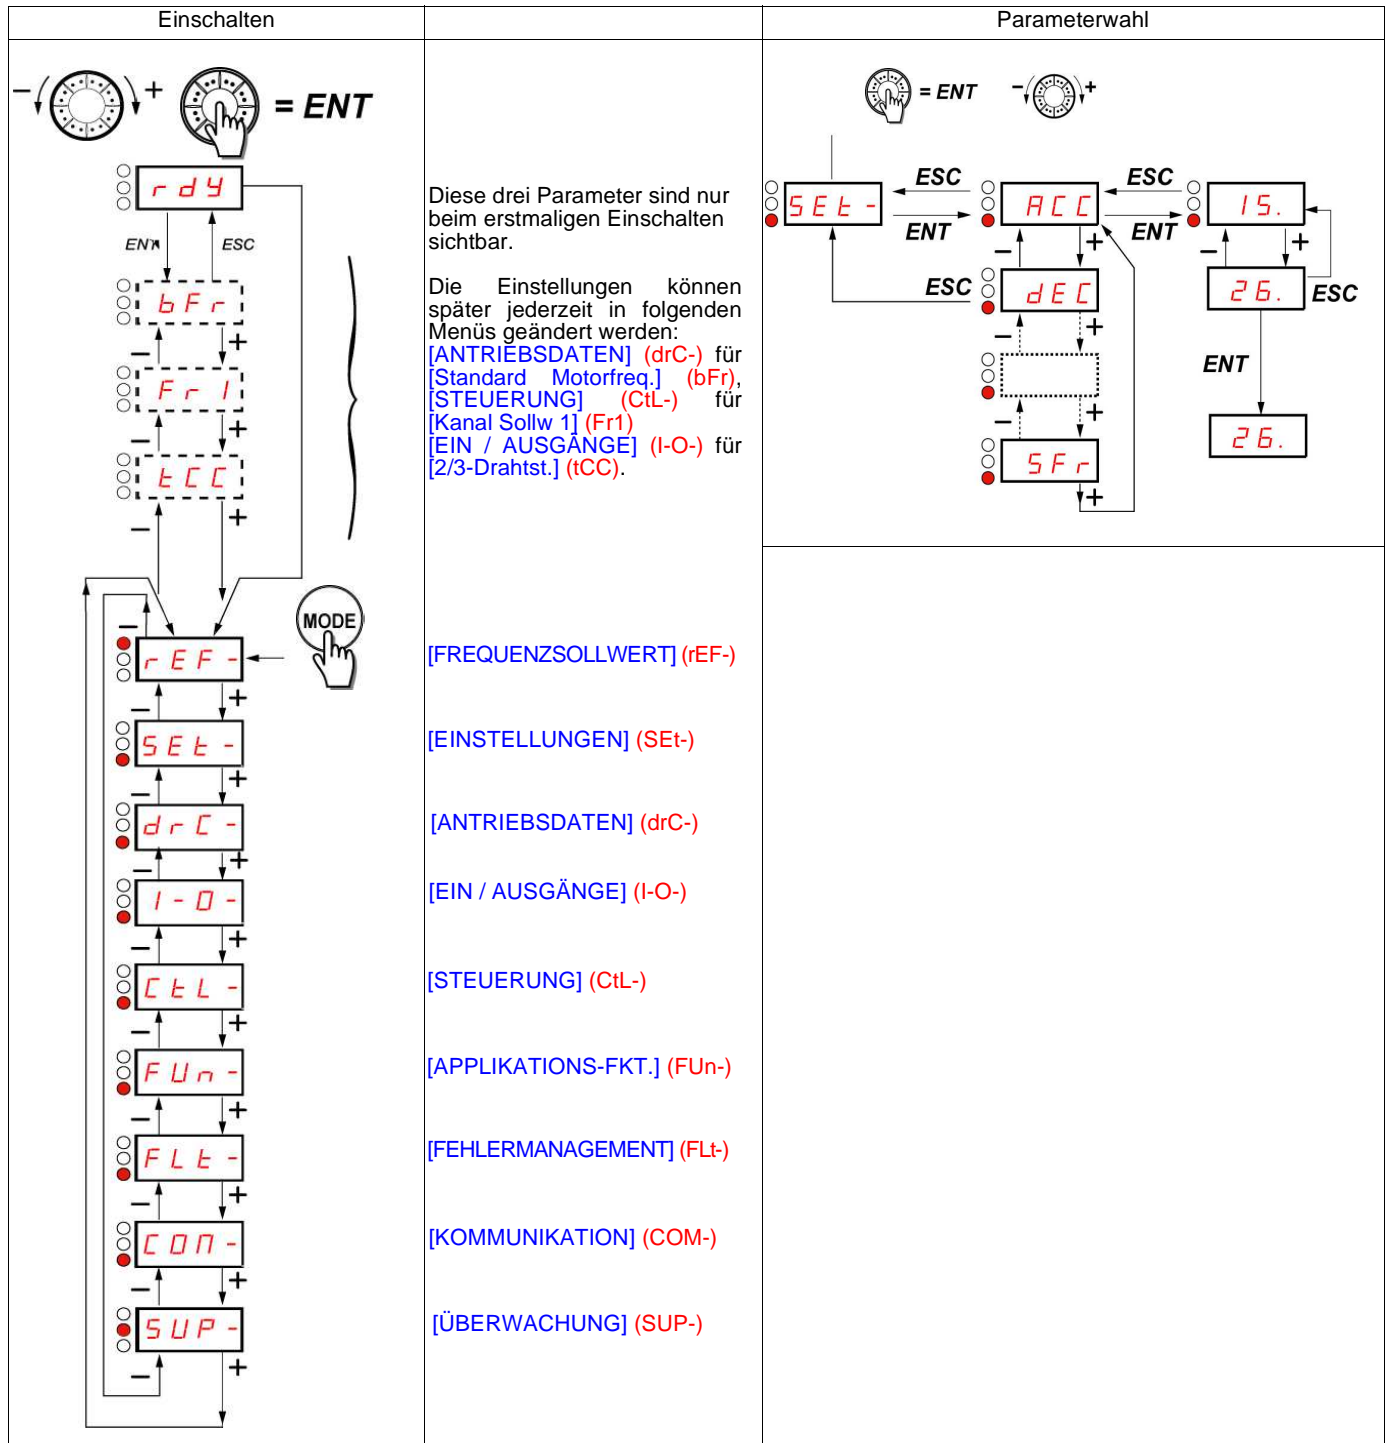 Einschalten
Parameterwahl
- + = ENT
rdY
ENT ESC
bFr
- +
Fr1
- +
tCC
- +
MODE
-
rEF-
+
SEt-
- +
drC-
- +
I-O-
- +
CtL-
- +
FUn-
- +
FLt-
- +
COM-
- +
SUP-
- +
Diese drei Parameter sind nur
beim erstmaligen Einschalten
sichtbar.
Die Einstellungen können
später jederzeit in folgenden
Menüs geändert werden:
[ANTRIEBSDATEN] (drC-) für
[Standard Motorfreq.] (bFr),
[STEUERUNG] (CtL-) für
[Kanal Sollw 1] (Fr1)
[EIN / AUSGÄNGE] (I-O-) für
[2/3-Drahtst.] (tCC).
[FREQUENZSOLLWERT] (rEF-)
[EINSTELLUNGEN] (SEt-)
[ANTRIEBSDATEN] (drC-)
[EIN / AUSGÄNGE] (I-O-)
[STEUERUNG] (CtL-)
[APPLIKATIONS-FKT.] (FUn-)
[FEHLERMANAGEMENT] (FLt-)
[KOMMUNIKATION] (COM-)
[ÜBERWACHUNG] (SUP-)
= ENT - +
ESC ESC
SEt- ACC 15.
ENT ENT
- + - +
ESC dEC 26. ESC
- +
ENT
- +
SFr 26.
+